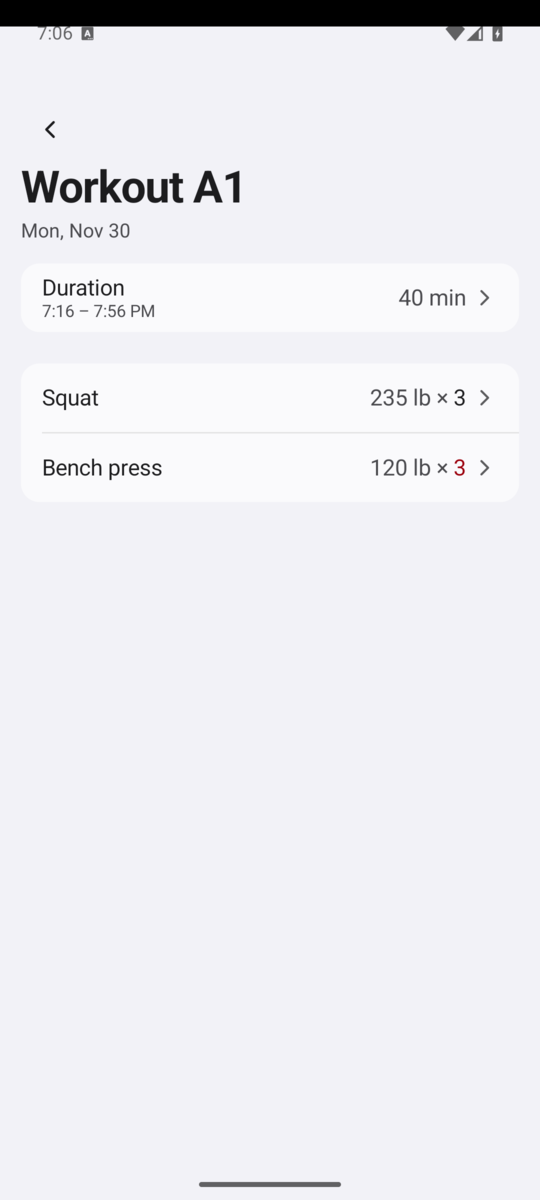 7:06
Workout A1
Mon, Nov 30
Duration
7:16 – 7:56 PM
40 min
Squat
235 lb × 3
Bench press
120 lb × 3